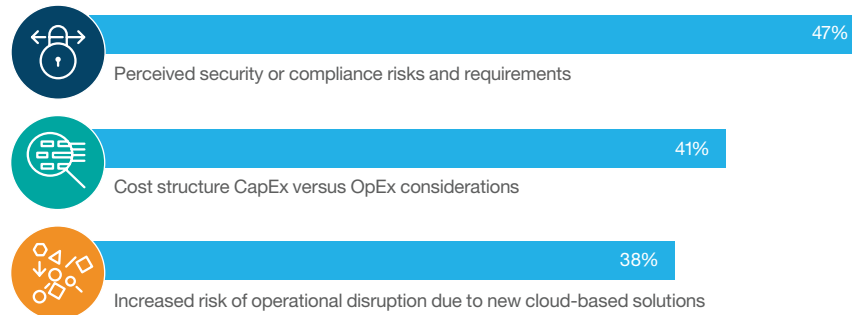 47%
Perceived security or compliance risks and requirements
41%
Cost structure CapEx versus OpEx considerations
38%
Increased risk of operational disruption due to new cloud-based solutions